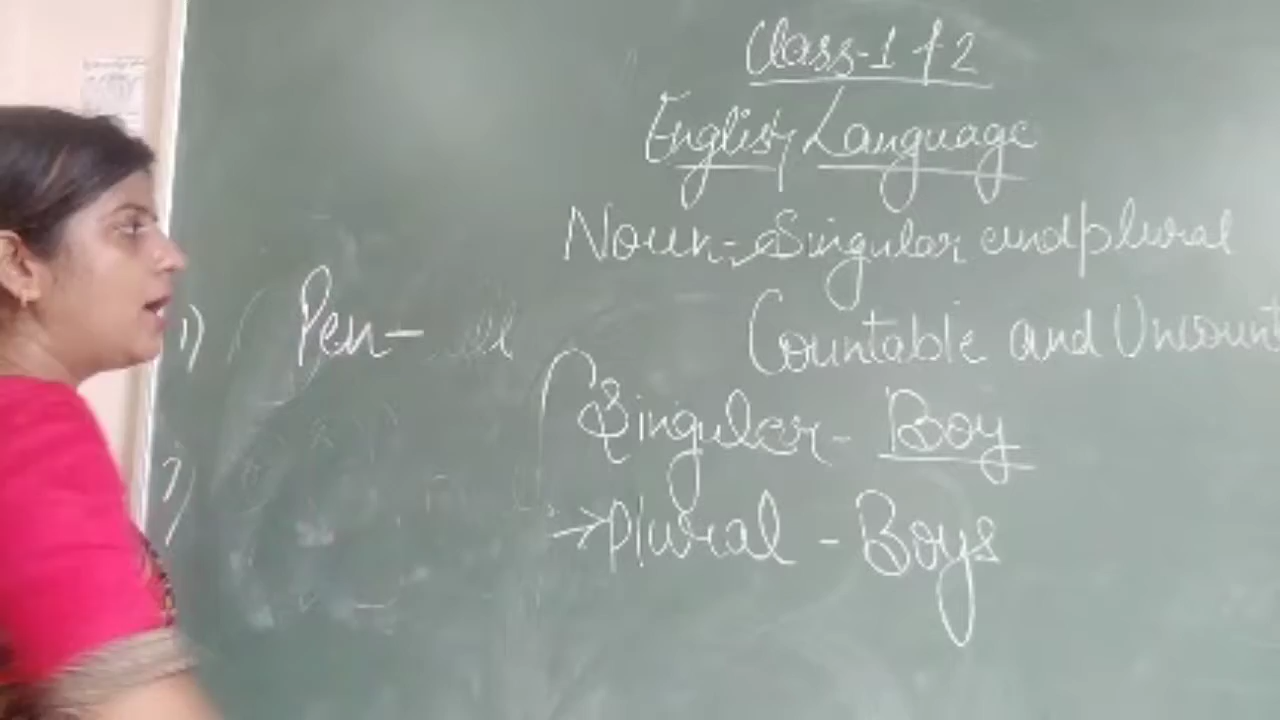 Class-1 f 2
English Language
Noun-Singular and plural
1) Pen-
Countable and Uncount
Singular- Boy
→Plural - Boys